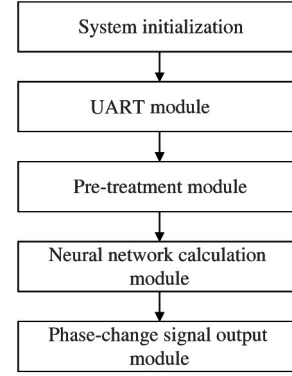 System initialization
UART module
Pre-treatment module
Neural network calculation
module
Phase-change signal output
module